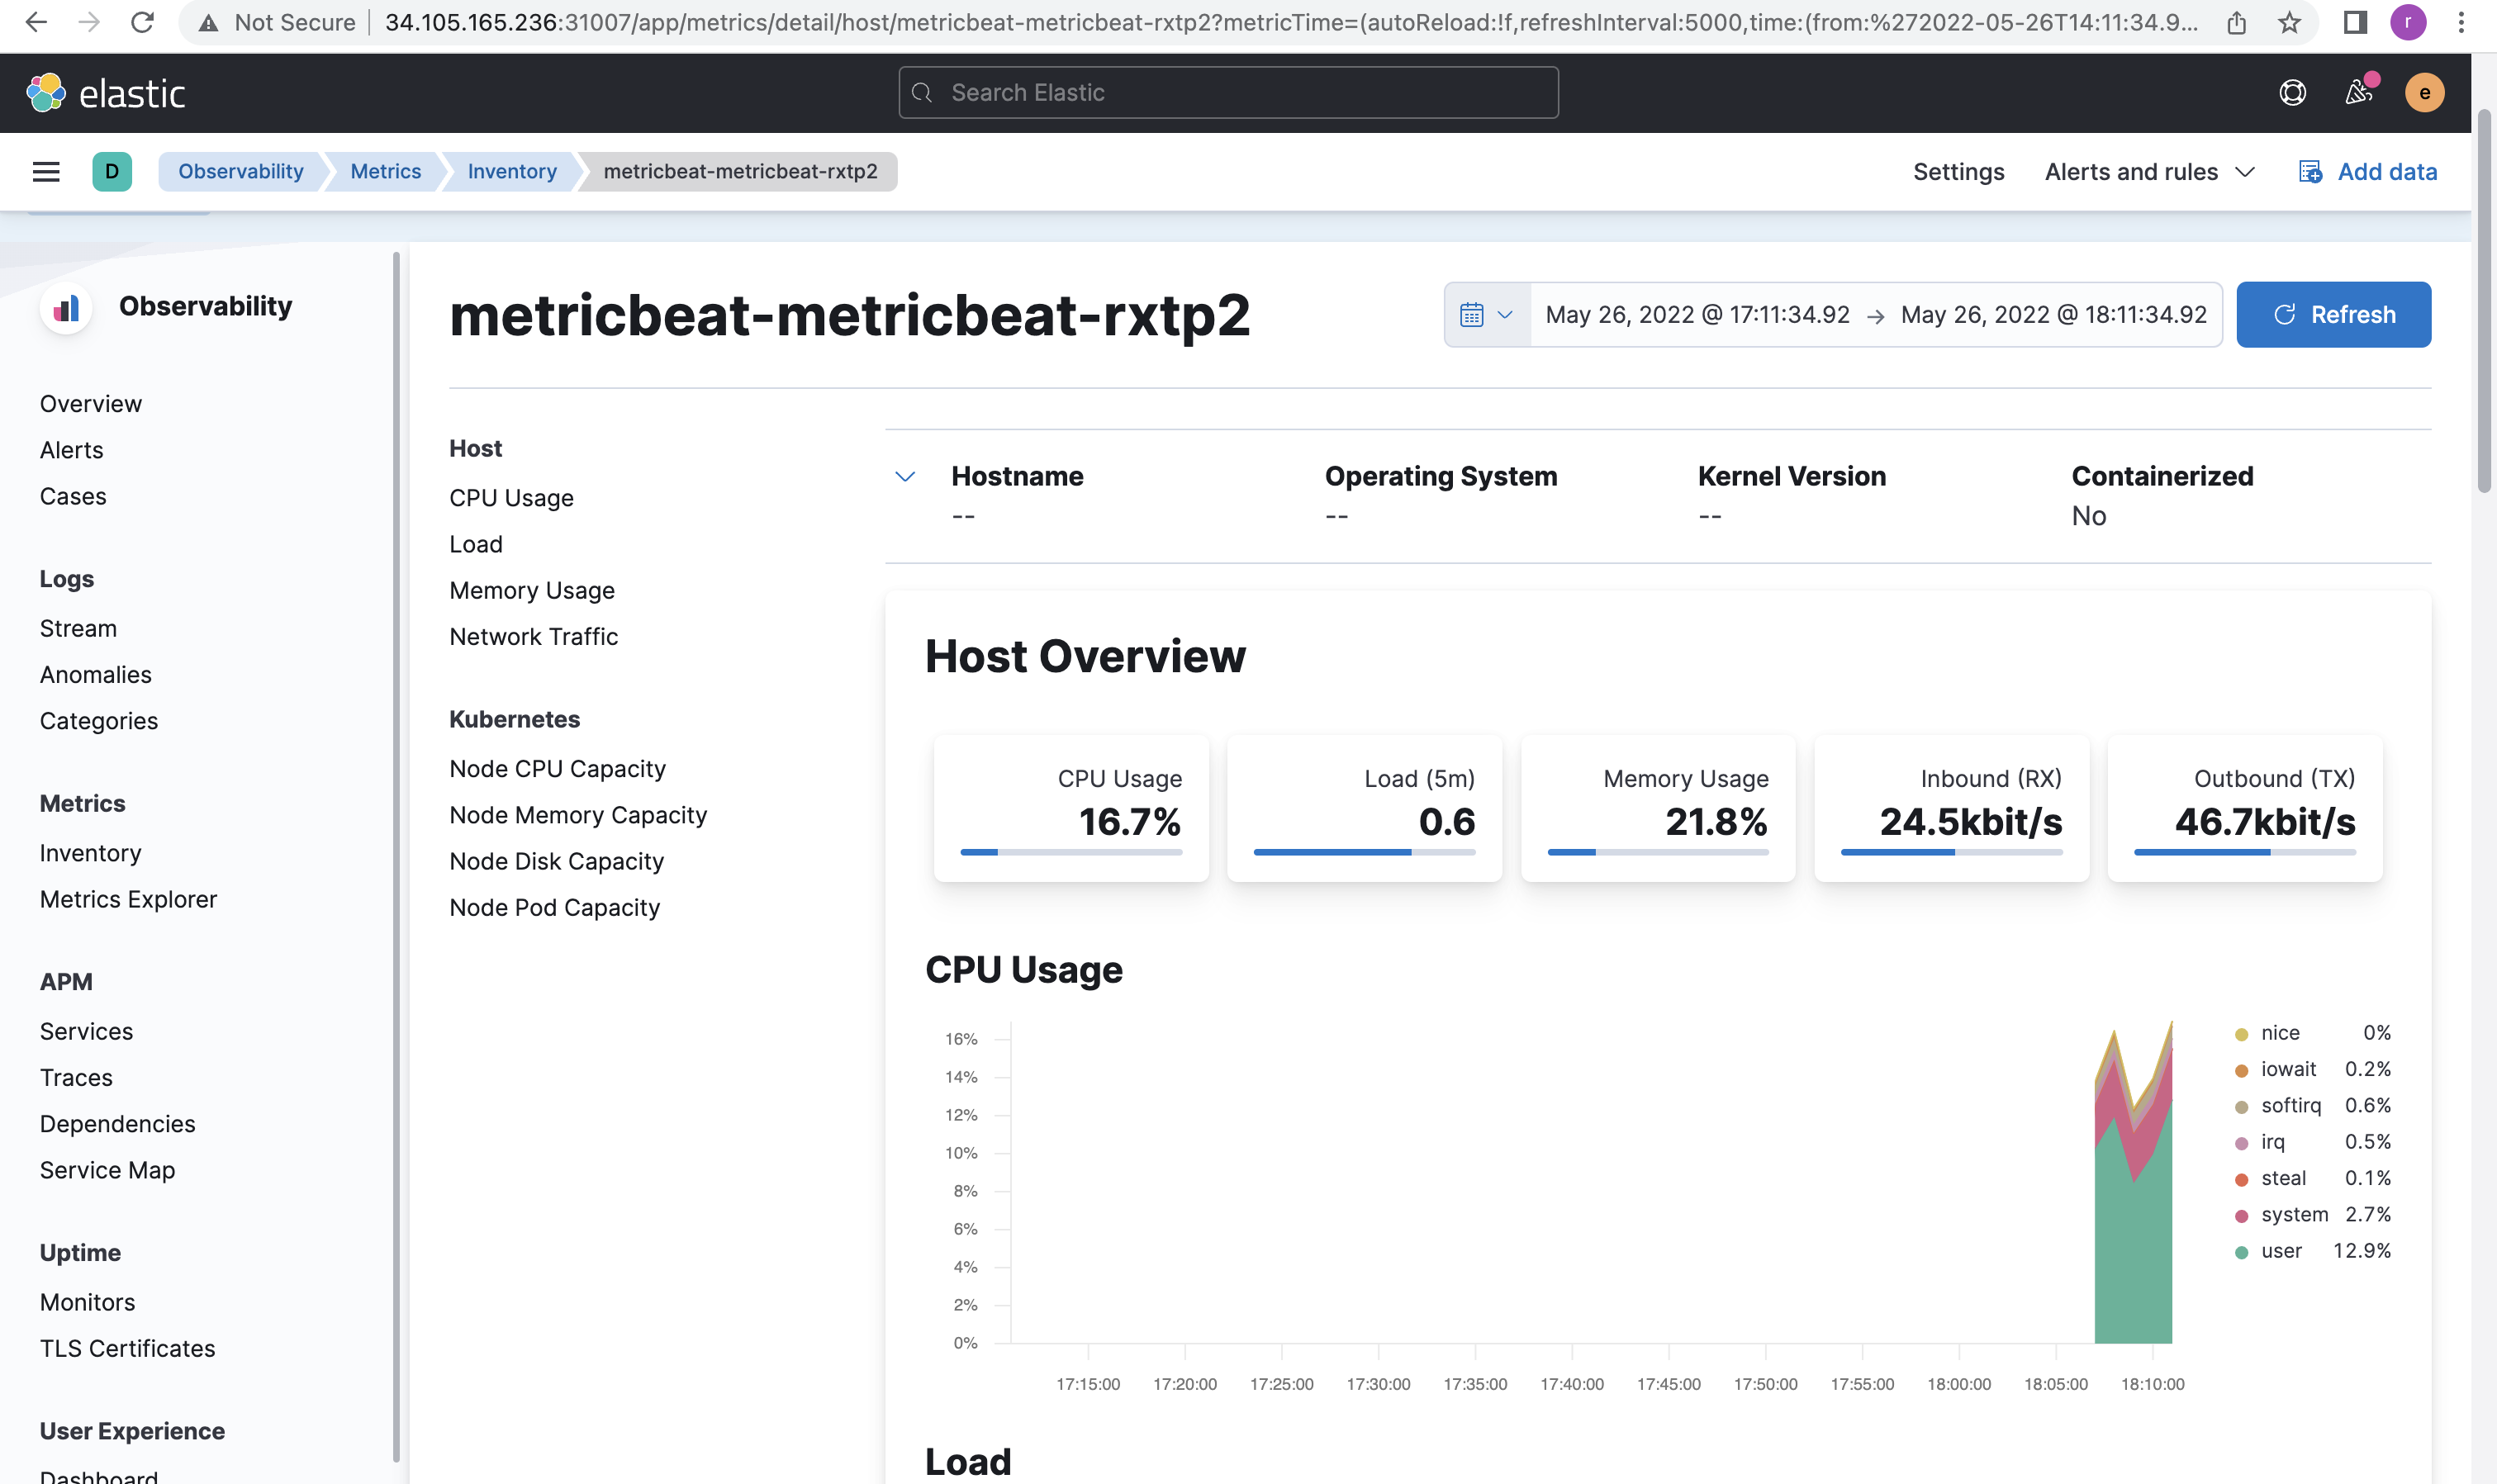 Not Secure
34.105.165.236:31007/app/metrics/detail/host/metricbeat-metricbeat-rxtp2?metricTime=(autoReload:!f,refreshInterval:5000,time:(from:%272022-05-26T14:11:34.9...
r
elastic
Search Elastic
e
D
Observability
Metrics
Inventory
metricbeat-metricbeat-rxtp2
Settings
Alerts and rules
Add data
Observability
Overview
Alerts
Cases
Logs
Stream
Anomalies
Categories
Metrics
Inventory
Metrics Explorer
APM
Services
Traces
Dependencies
Service Map
Uptime
Monitors
TLS Certificates
User Experience
Dashboard
metricbeat-metricbeat-rxtp2
May 26, 2022 @ 17:11:34.92 → May 26, 2022 @ 18:11:34.92
Refresh
Host
CPU Usage
Load
Memory Usage
Network Traffic
Kubernetes
Node CPU Capacity
Node Memory Capacity
Node Disk Capacity
Node Pod Capacity
Hostname
--
Operating System
--
Kernel Version
--
Containerized
No
Host Overview
CPU Usage
16.7%
Load (5m)
0.6
Memory Usage
21.8%
Inbound (RX)
24.5kbit/s
Outbound (TX)
46.7kbit/s
CPU Usage
16%
14%
12%
10%
8%
6%
4%
2%
0%
17:15:00 17:20:00 17:25:00 17:30:00 17:35:00 17:40:00 17:45:00 17:50:00 17:55:00 18:00:00 18:05:00 18:10:00
nice 0%
iowait 0.2%
softirq 0.6%
irq 0.5%
steal 0.1%
system 2.7%
user 12.9%
Load